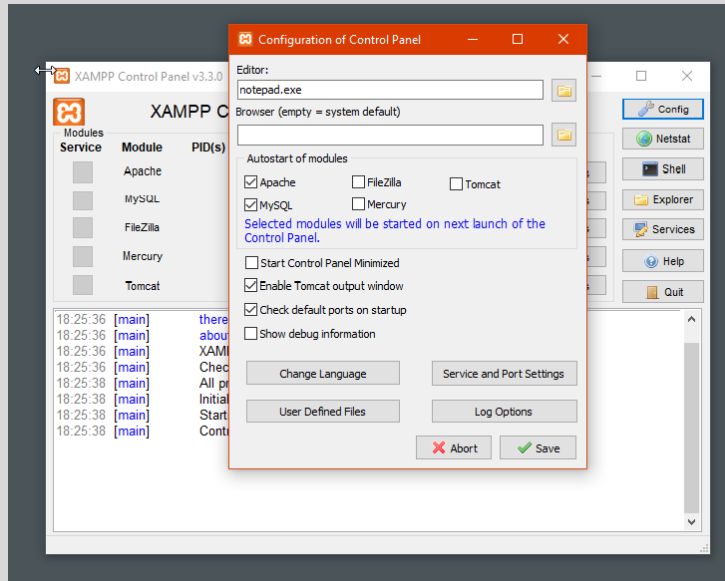 Configuration of Control Panel
Editor:
notepad.exe
Browser (empty = system default)
Autostart of modules
Apache
FileZilla
Tomcat
MySQL
Mercury
Selected modules will be started on next launch of the
Control Panel.
Start Control Panel Minimized
Enable Tomcat output window
Check default ports on startup
Show debug information
Change Language
Service and Port Settings
User Defined Files
Log Options
Abort
Save
XAMPP Control Panel v3.3.0
XAMPP C
Modules
Service
Module
PID(s)
Apache
MySQL
FileZilla
Mercury
Tomcat
Config
Netstat
Shell
Explorer
Services
Help
Quit
18:25:36 [main] there
18:25:36 [main] abou
18:25:36 [main] XAM
18:25:36 [main] Chec
18:25:38 [main] All pr
18:25:38 [main] Initial
18:25:38 [main] Start
18:25:38 [main] Cont